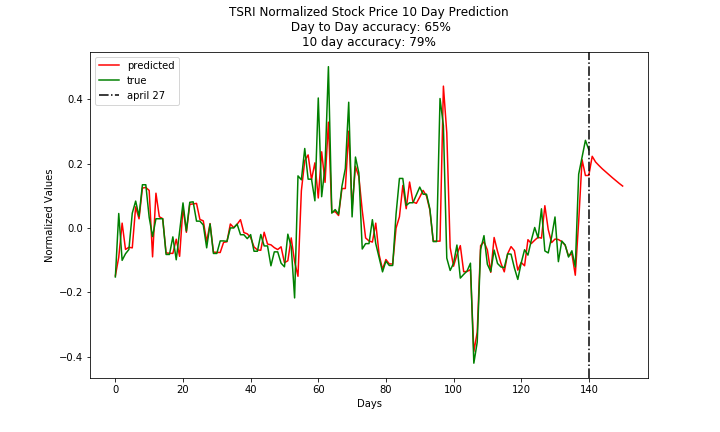 TSRI Normalized Stock Price 10 Day Prediction
Day to Day accuracy: 65%
10 day accuracy: 79%
predicted
true
april 27
0.4
0.2
0.0
−0.2
−0.4
Normalized Values
0 20 40 60 80 100 120 140
Days